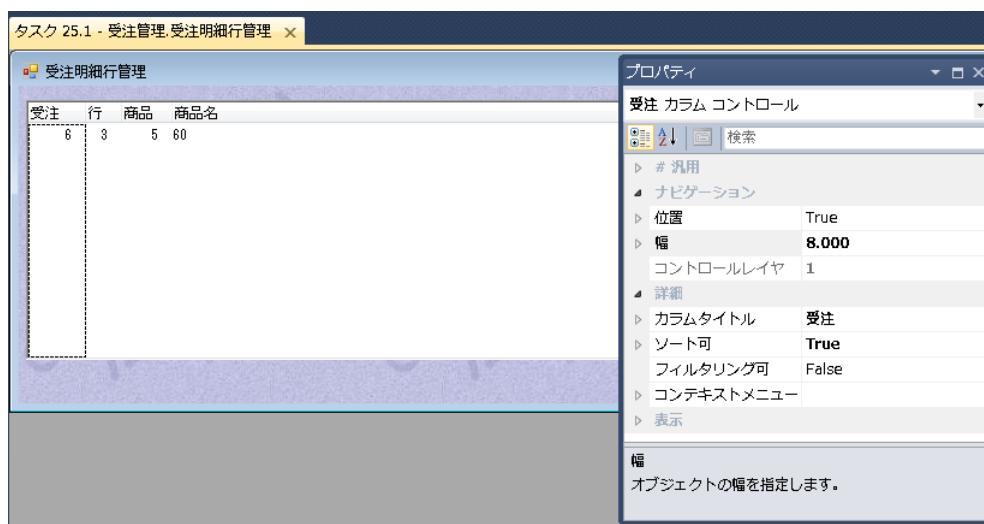 タスク 25.1 - 受注管理.受注明細行管理
受注明細行管理
受注 行 商品 商品名
6 3 5 60
プロパティ
受注 カラム コントロール
検索
# 汎用
ナビゲーション
位置 True
幅 8.000
コントロールレイヤ 1
詳細
カラムタイトル 受注
ソート可 True
フィルタリング可 False
コンテキストメニュー
表示
幅
オブジェクトの幅を指定します。